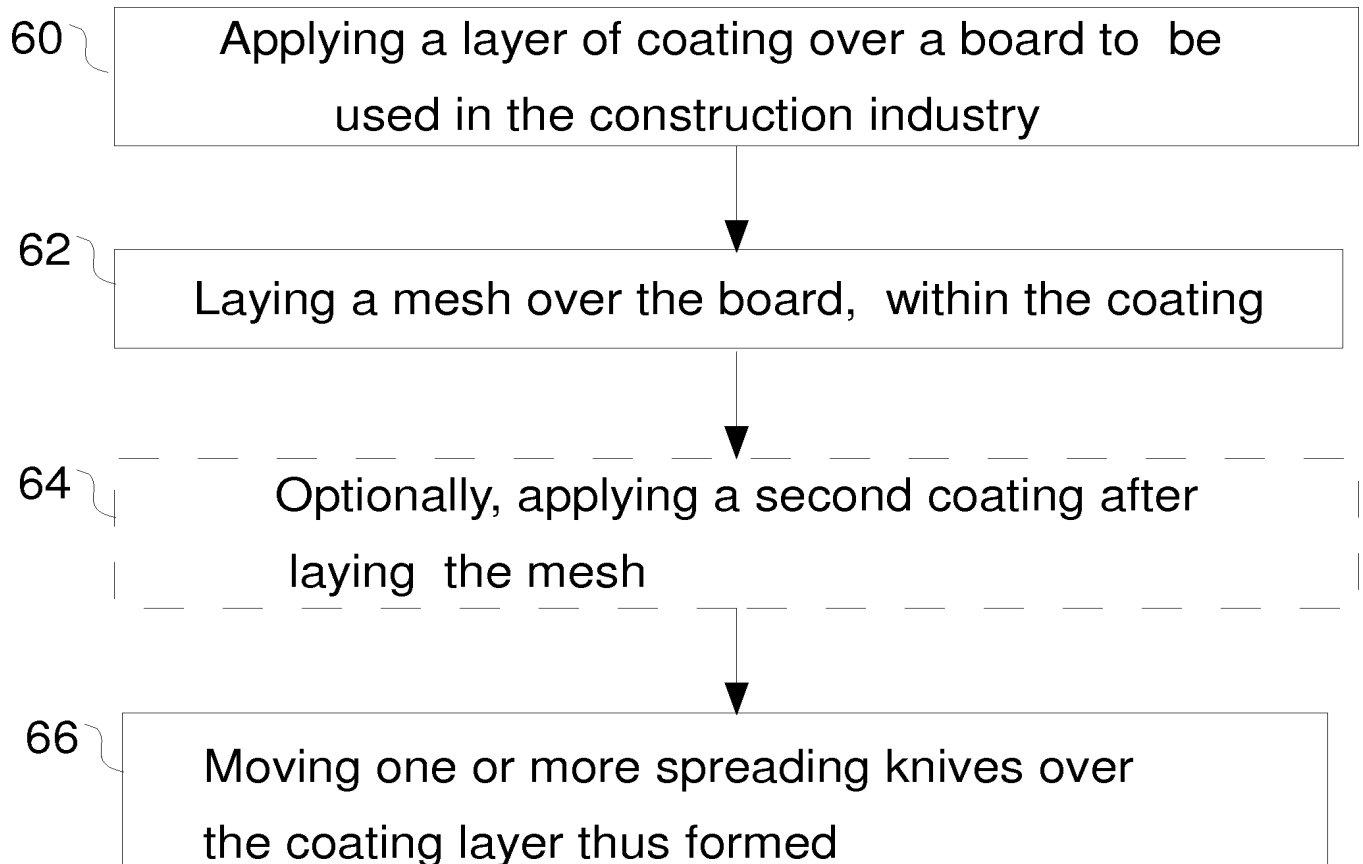 60
Applying a layer of coating over a board to be
used in the construction industry
62
Laying a mesh over the board, within the coating
64
Optionally, applying a second coating after
laying the mesh
66
Moving one or more spreading knives over
the coating layer thus formed